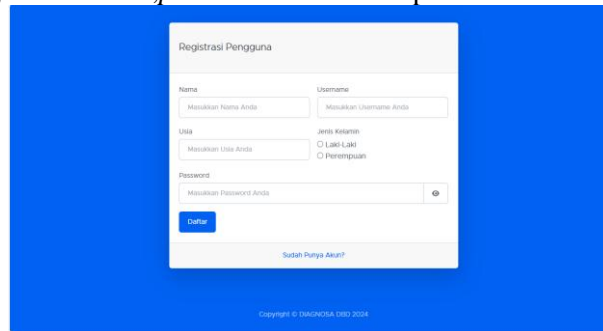 Registrasi Pengguna
Nama Username
Masukkan Nama Anda Masukkan Username Anda
Usia Jenis Kelamin
Masukkan Usia Anda Laki-Laki
Perempuan
Password
Masukkan Password Anda
Daftar
Sudah Punya Akun?
Copyright © DIAGNOSA DBD 2024